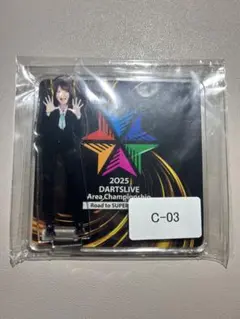 2025
DARTSLIVE
Area Championship
Road to SUPER
C-03